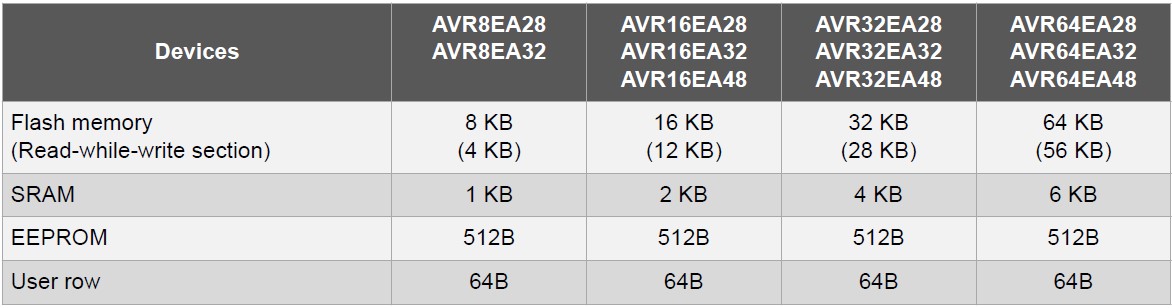 Devices
AVR8EA28
AVR8EA32
AVR16EA28
AVR16EA32
AVR16EA48
AVR32EA28
AVR32EA32
AVR32EA48
AVR64EA28
AVR64EA32
AVR64EA48
Flash memory
(Read-while-write section)
8 KB
(4 KB)
16 KB
(12 KB)
32 KB
(28 KB)
64 KB
(56 KB)
SRAM
1 KB
2 KB
4 KB
6 KB
EEPROM
512B
512B
512B
512B
User row
64B
64B
64B
64B